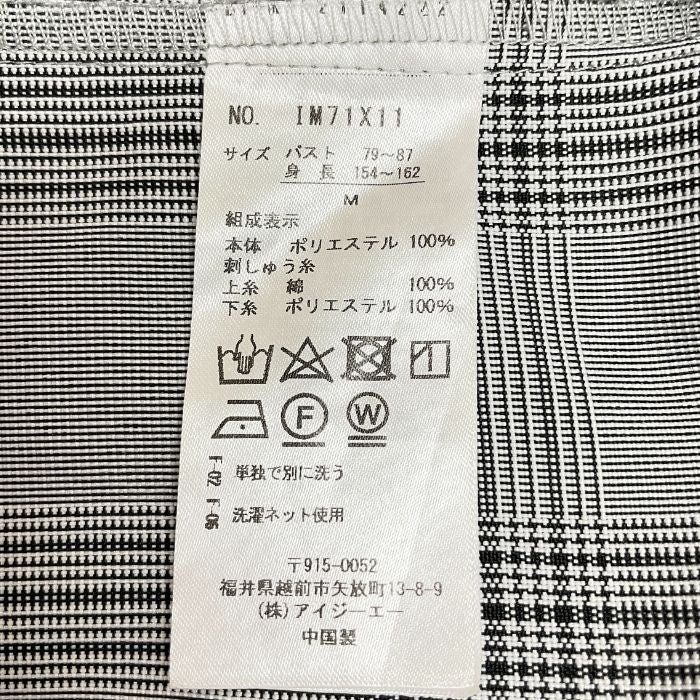 NO. IM71X11
サイズ バスト 79〜87
身長 154〜162
M
組成表示
本体 ポリエステル 100%
刺しゅう糸
上糸 綿 100%
下糸 ポリエステル 100%
F
W
F-02 単独で別に洗う
F-06 洗濯ネット使用
〒915-0052
福井県越前市矢放町13-8-9
(株)アイジーエー
中国製